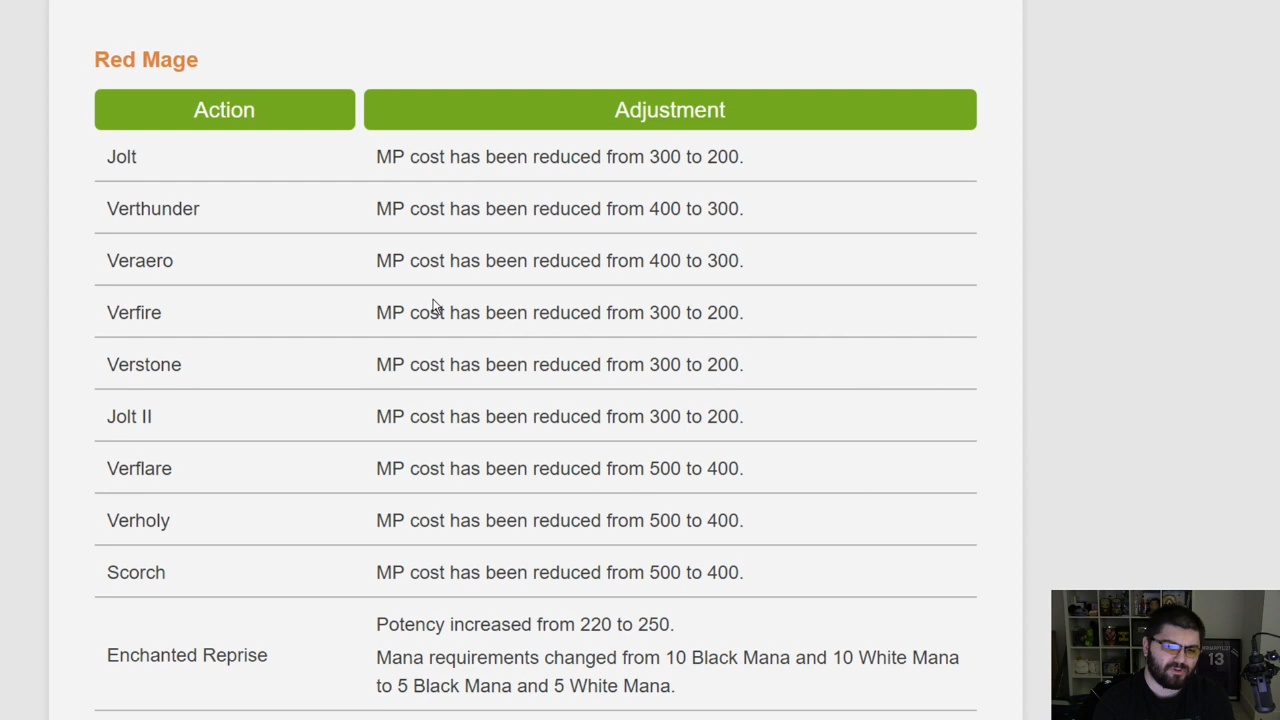 Red Mage
Action
Adjustment
Jolt
MP cost has been reduced from 300 to 200.
Verthunder
MP cost has been reduced from 400 to 300.
Veraero
MP cost has been reduced from 400 to 300.
Verfire
MP cost has been reduced from 300 to 200.
Verstone
MP cost has been reduced from 300 to 200.
Jolt II
MP cost has been reduced from 300 to 200.
Verflare
MP cost has been reduced from 500 to 400.
Verholy
MP cost has been reduced from 500 to 400.
Scorch
MP cost has been reduced from 500 to 400.
Enchanted Reprise
Potency increased from 220 to 250.
Mana requirements changed from 10 Black Mana and 10 White Mana
to 5 Black Mana and 5 White Mana.
13